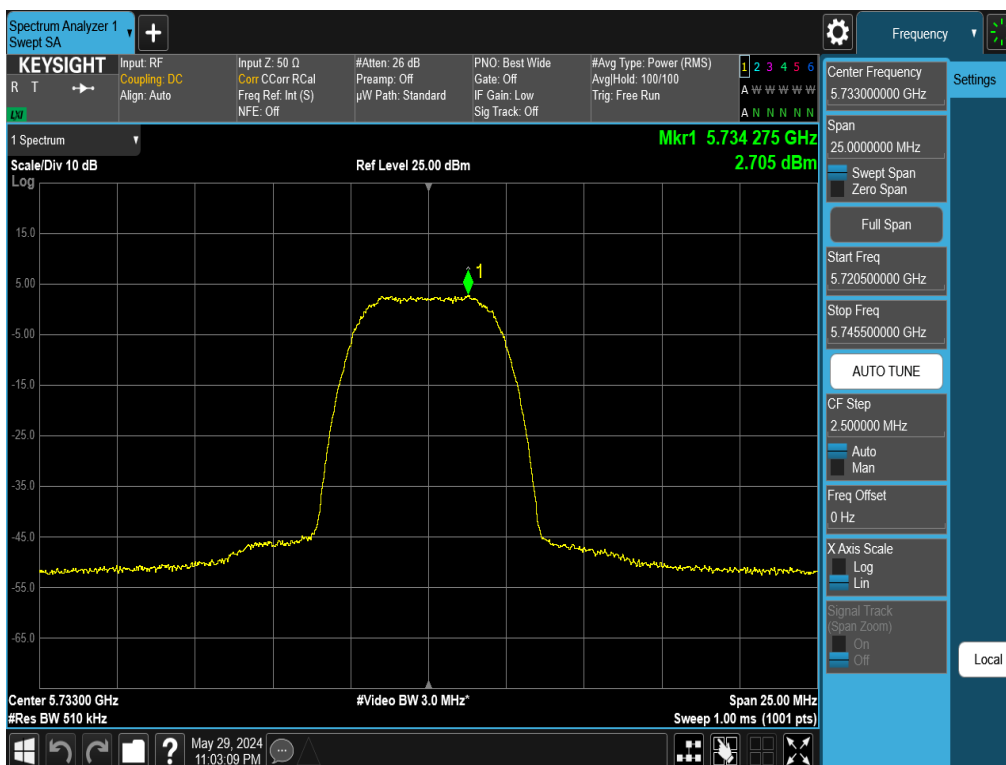 Spectrum Analyzer 1
Swept SA
Frequency
KEYSIGHT
R T
LXI
Input: RF
Coupling: DC
Align: Auto
Input Z: 50 Ω
Corr CCorr RCal
Freq Ref: Int (S)
NFE: Off
#Atten: 26 dB
Preamp: Off
µW Path: Standard
PNO: Best Wide
Gate: Off
IF Gain: Low
Sig Track: Off
#Avg Type: Power (RMS)
Avg|Hold: 100/100
Trig: Free Run
1 2 3 4 5 6
A W W W W W
A N N N N N
Center Frequency
5.733000000 GHz
Settings
Span
25.0000000 MHz
Swept Span
Zero Span
Full Span
Start Freq
5.720500000 GHz
Stop Freq
5.745500000 GHz
AUTO TUNE
CF Step
2.500000 MHz
Auto
Man
Freq Offset
0 Hz
X Axis Scale
Log
Lin
Signal Track
(Span Zoom)
On
Off
Local
1 Spectrum
Mkr1 5.734 275 GHz
Scale/Div 10 dB
Ref Level 25.00 dBm
2.705 dBm
Log
15.0
5.00
1
-5.00
-15.0
-25.0
-35.0
-45.0
-55.0
-65.0
Center 5.73300 GHz
#Video BW 3.0 MHz*
Span 25.00 MHz
#Res BW 510 kHz
Sweep 1.00 ms (1001 pts)
?
May 29, 2024
11:03:09 PM